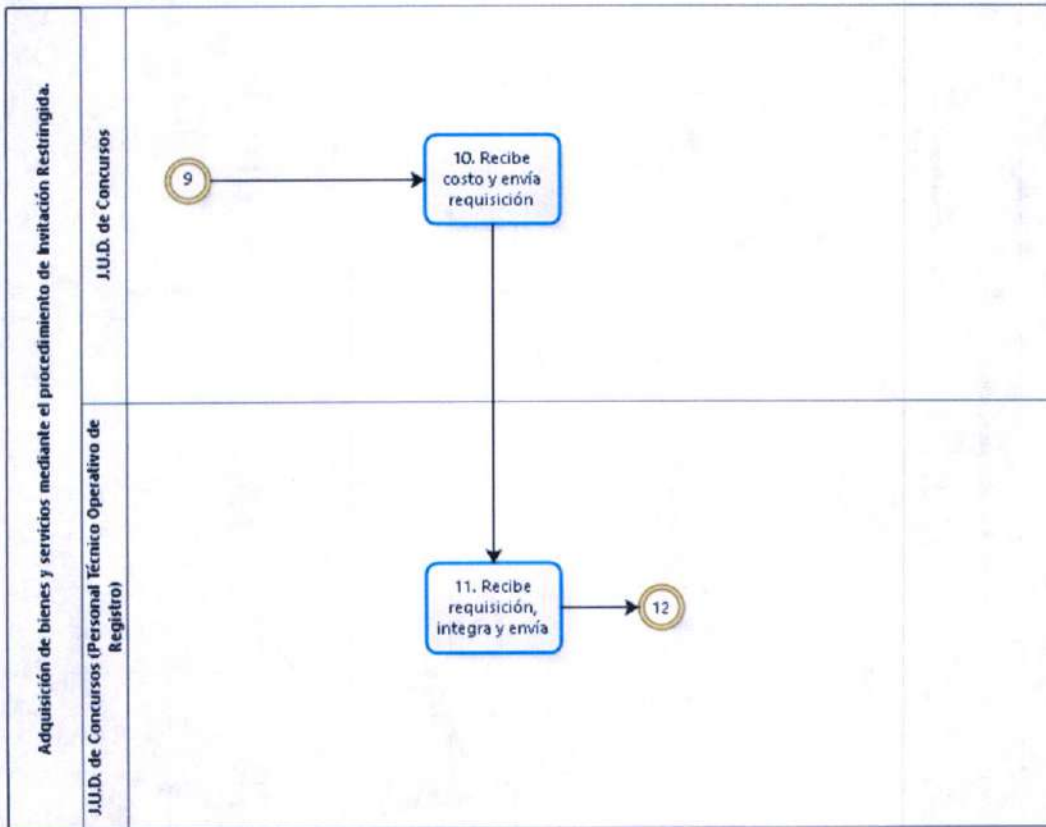 Adquisición de bienes y servicios mediante el procedimiento de Invitación Restringida.
J.U.D. de Concursos
9
10. Recibe
costo y envía
requisición
J.U.D. de Concursos (Personal Técnico Operativo de
Registro)
11. Recibe
requisición,
integra y envía
12